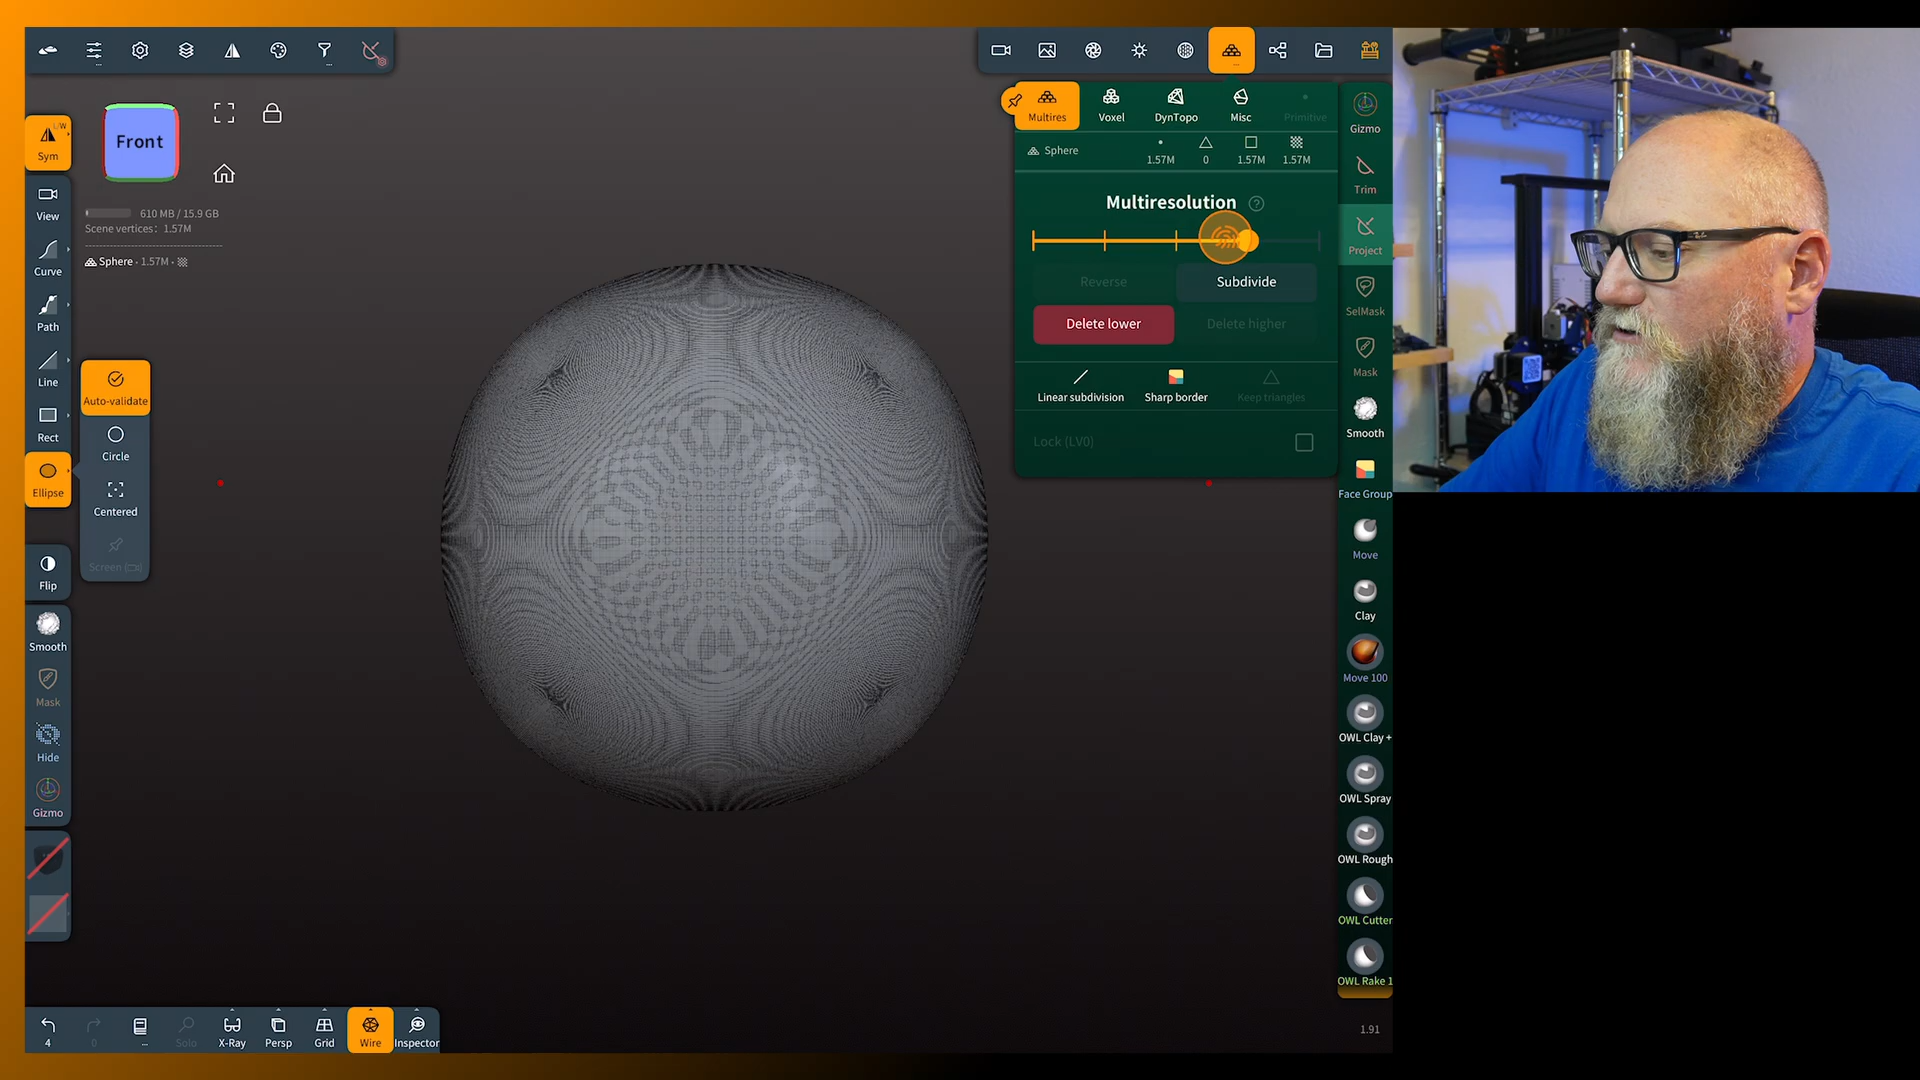 Front
610 MB / 15.9 GB
Scene vertices: 1.57M
Sphere · 1.57M ·
Sym
View
Curve
Path
Line
Rect
Ellipse
Flip
Smooth
Mask
Hide
Gizmo
Auto-validate
Circle
Centered
Multires
Voxel
DynTopo
Misc
Primitive
Sphere
1.57M
0
1.57M
1.57M
Multiresolution ?
Reverse
Subdivide
Delete lower
Delete higher
Linear subdivision
Sharp border
Keep triangles
Lock (LV0)
Gizmo
Trim
Project
SelMask
Mask
Smooth
Face Group
Move
Clay
Move 100
OWL Clay +
OWL Spray
OWL Rough
OWL Cutter
OWL Rake 1
1.91
4
0
...
Solo
X-Ray
Persp
Grid
Wire
Inspector